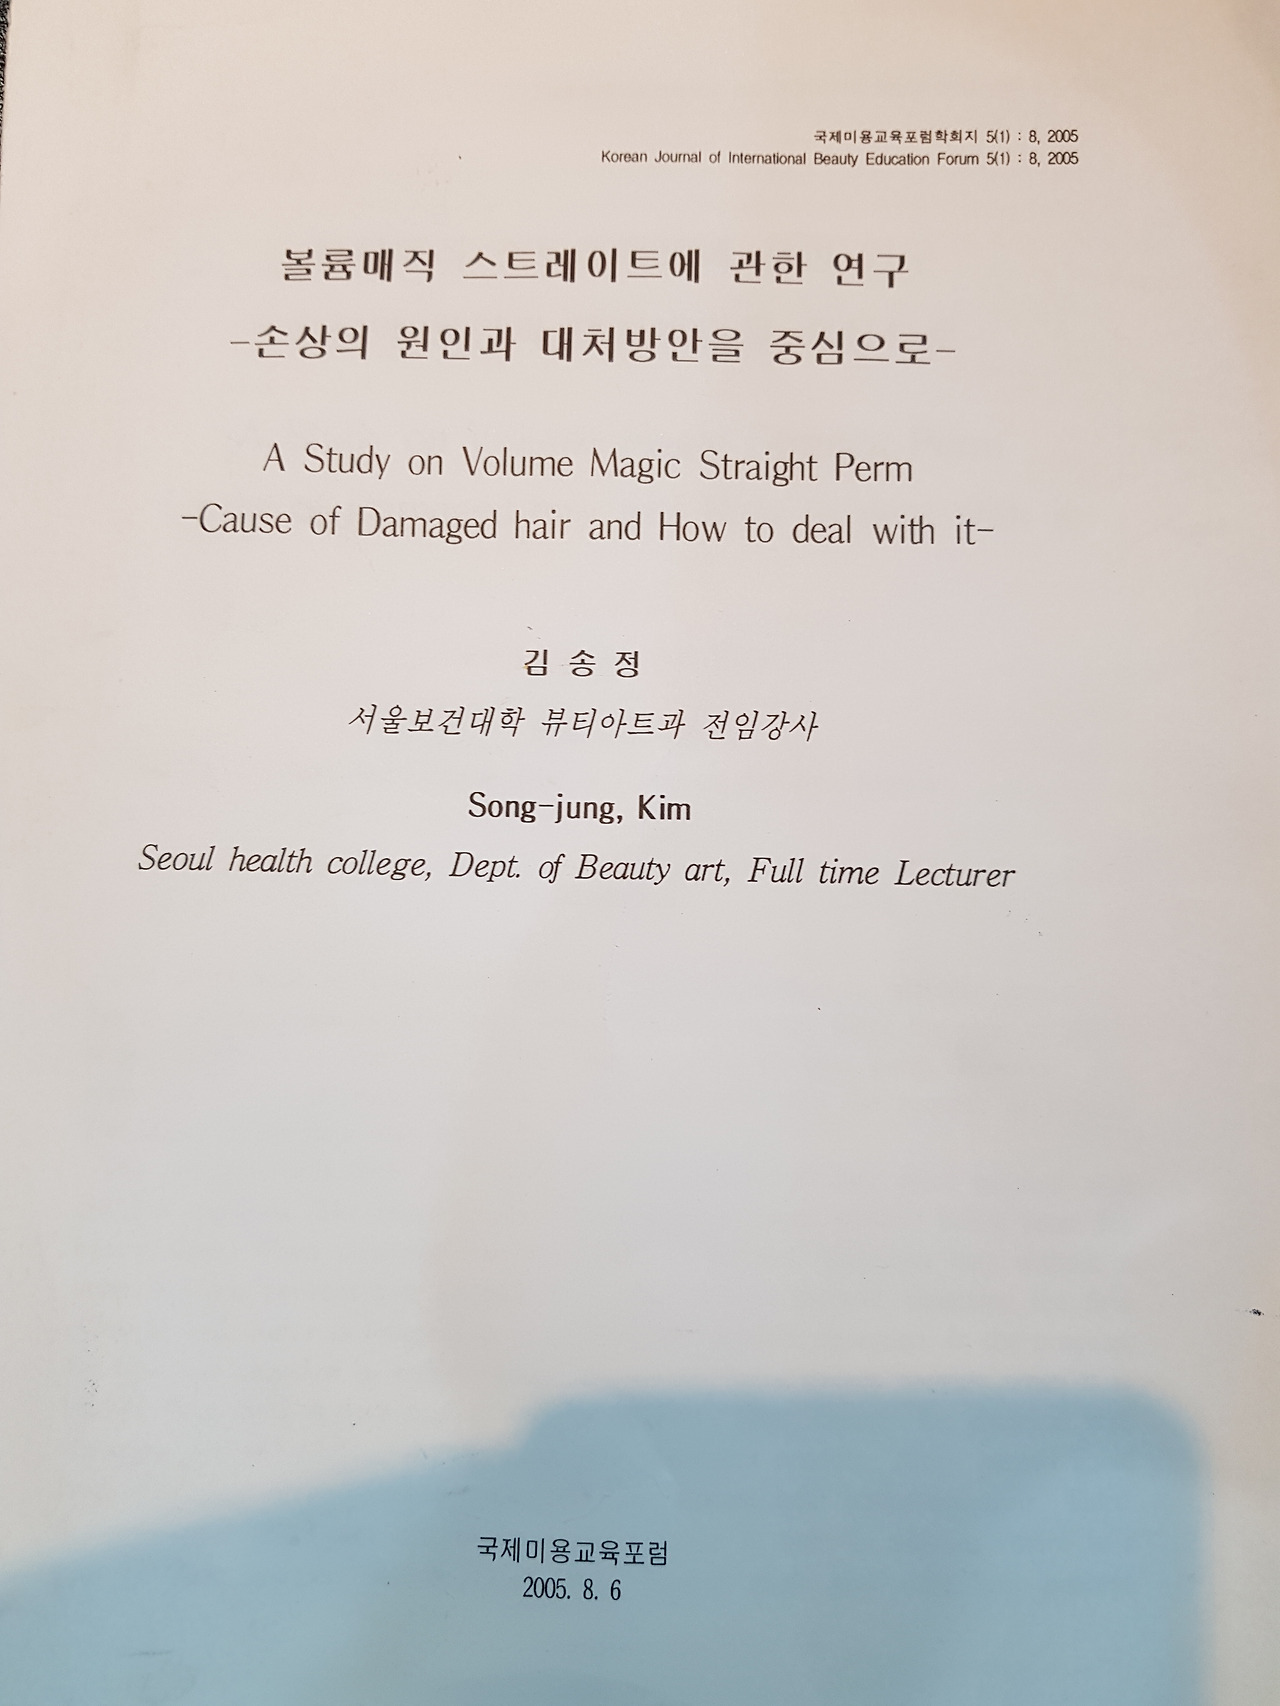 국제미용교육포럼학회지 5(1) : 8, 2005
Korean Journal of International Beauty Education Forum 5(1) : 8, 2005
볼륨매직 스트레이트에 관한 연구
-손상의 원인과 대처방안을 중심으로-
A Study on Volume Magic Straight Perm
-Cause of Damaged hair and How to deal with it-
김 송 정
서울보건대학 뷰티아트과 전임강사
Song-jung, Kim
Seoul health college, Dept. of Beauty art, Full time Lecturer
국제미용교육포럼
2005. 8. 6